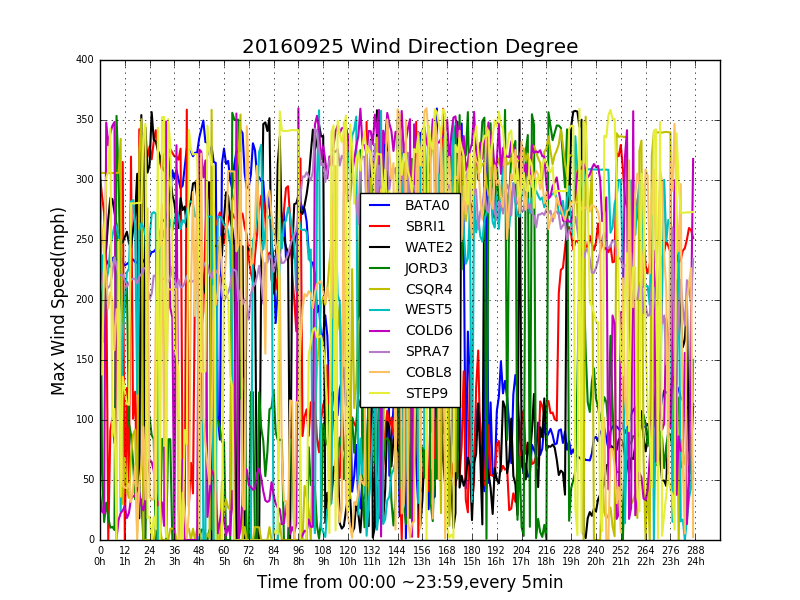 20160925 Wind Direction Degree
400
350
300
250
200
150
100
50
0
Max Wind Speed(mph)
BATA0
SBRI1
WATE2
JORD3
CSQR4
WEST5
COLD6
SPRA7
COBL8
STEP9
0 12 24 36 48 60 72 84 96 108 120 132 144 156 168 180 192 204 216 228 240 252 264 276 288
0h 1h 2h 3h 4h 5h 6h 7h 8h 9h 10h 11h 12h 13h 14h 15h 16h 17h 18h 19h 20h 21h 22h 23h 24h
Time from 00:00 ~23:59,every 5min